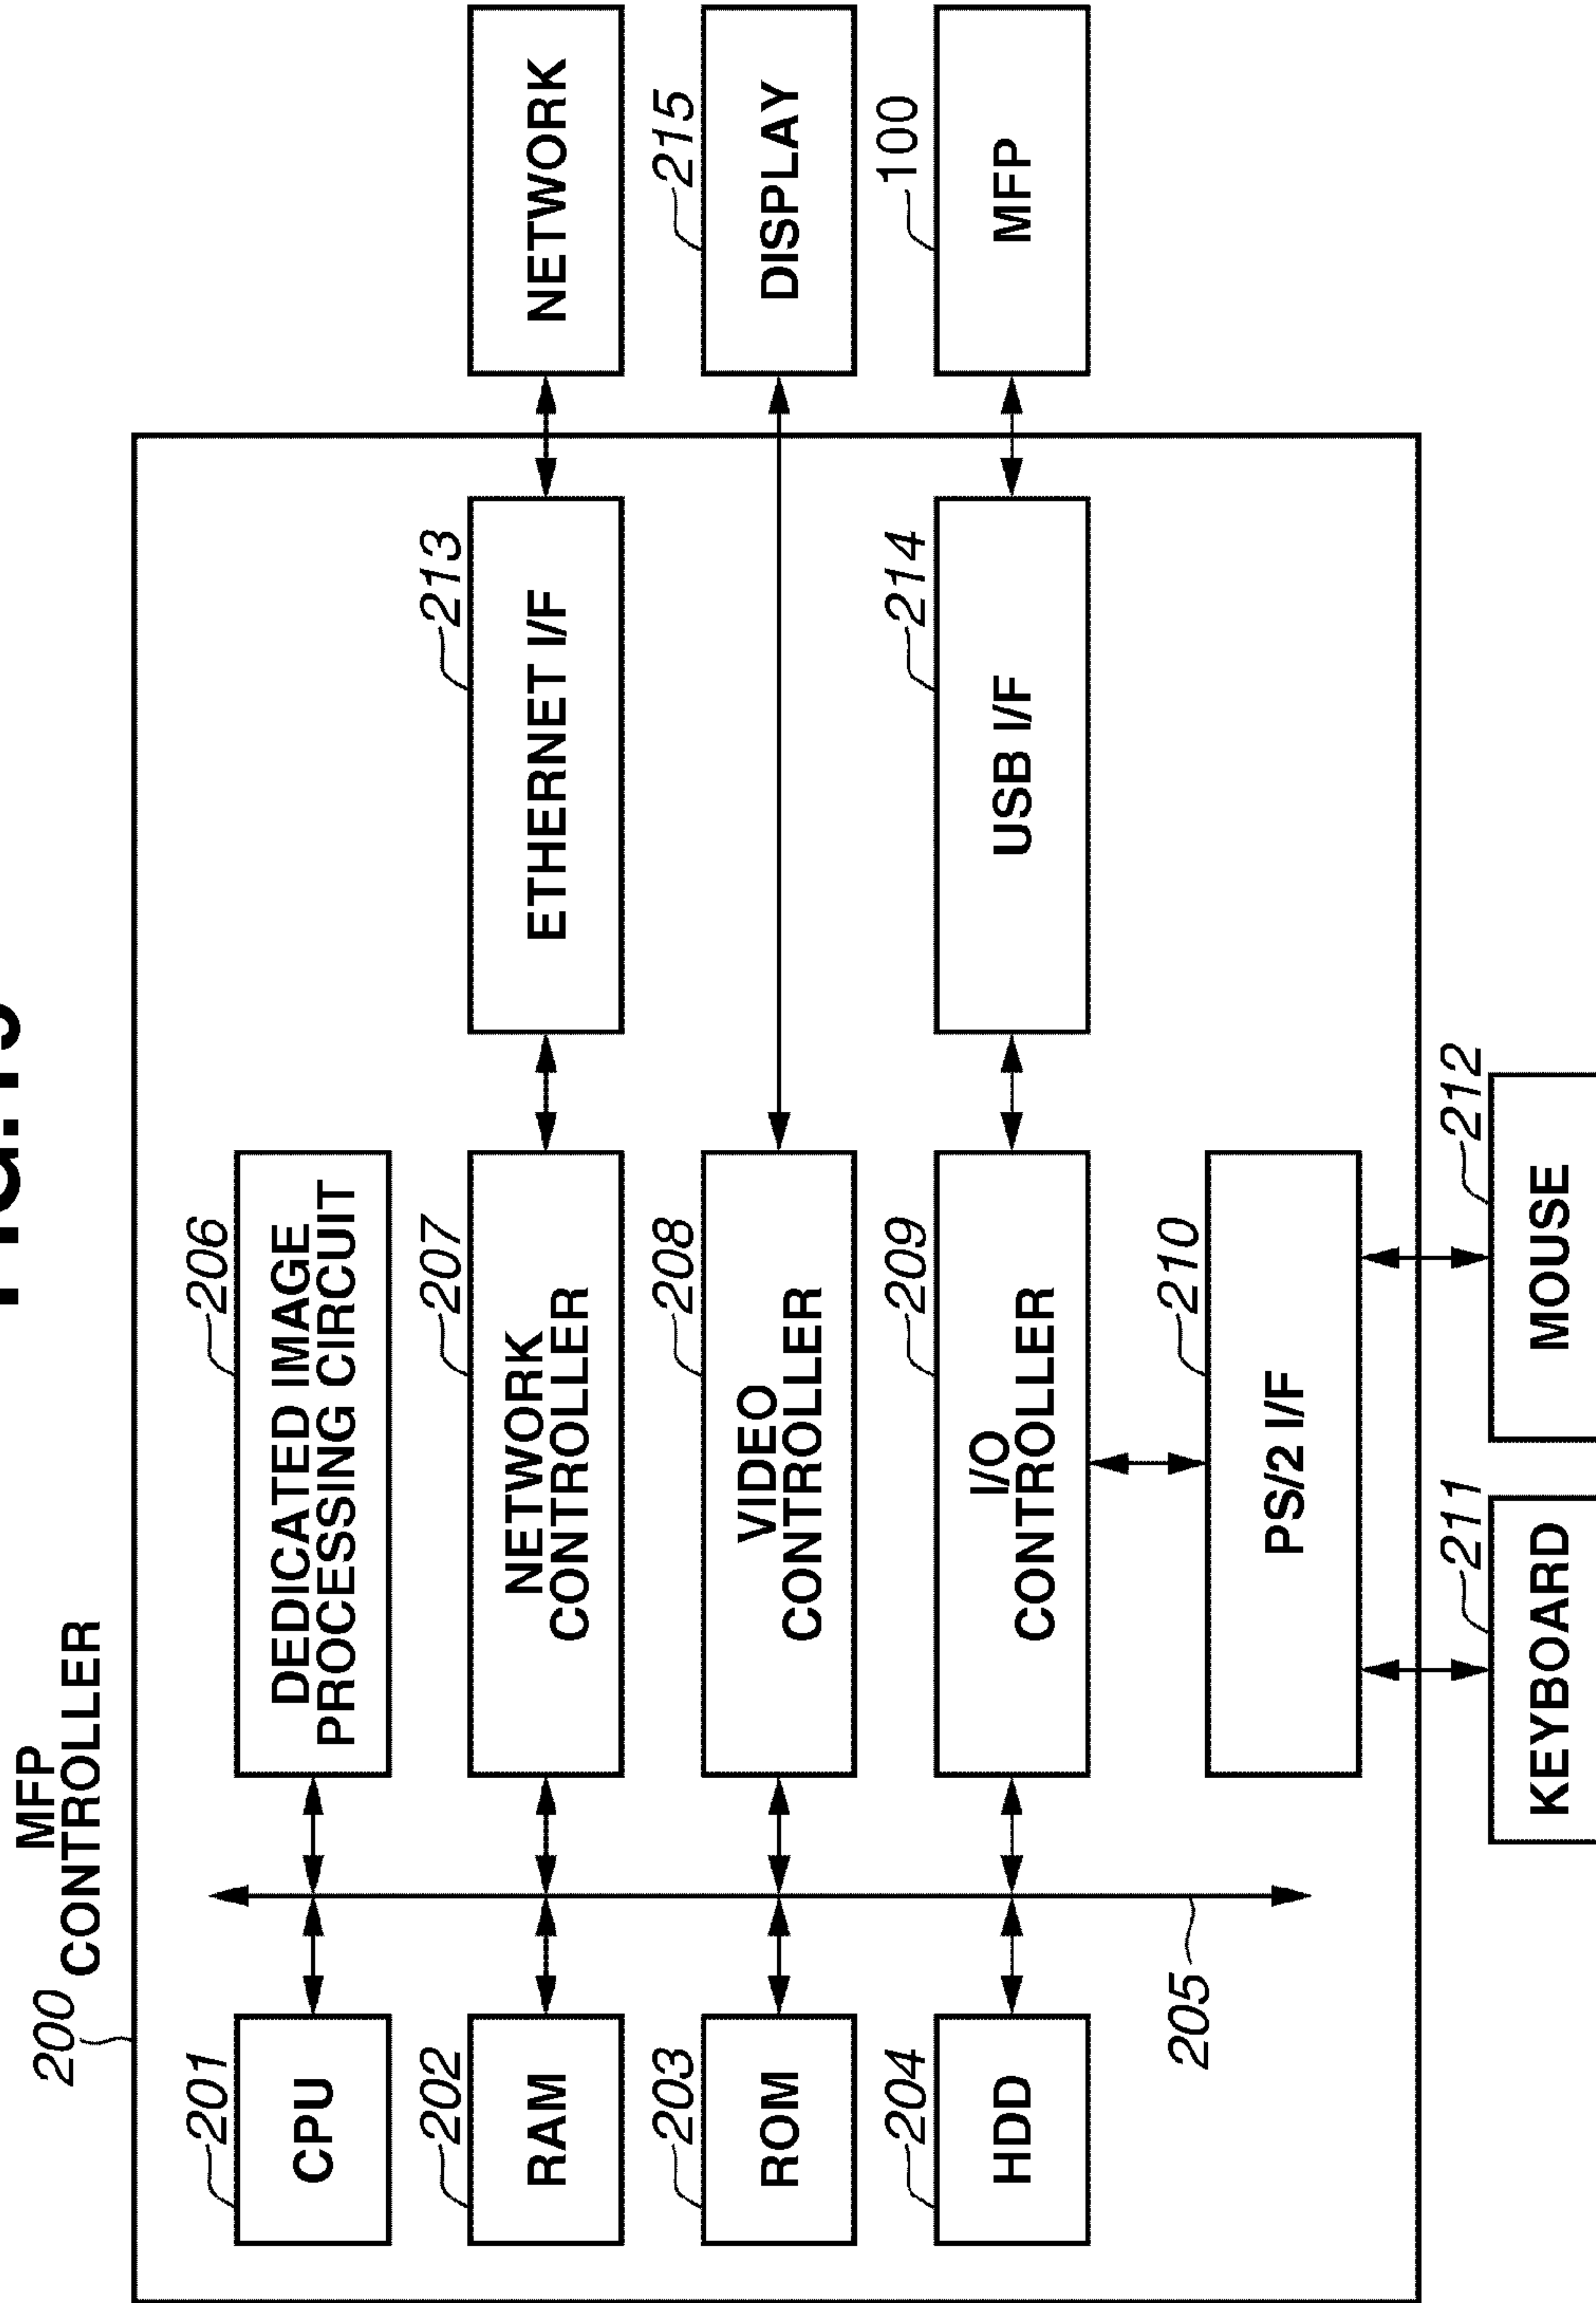 MFP
200 CONTROLLER
201
206
CPU
DEDICATED IMAGE
PROCESSING CIRCUIT
202
207
213
RAM
NETWORK
CONTROLLER
ETHERNET I/F
NETWORK
203
208
215
ROM
VIDEO
CONTROLLER
DISPLAY
204
209
214
100
HDD
I/O
CONTROLLER
USB I/F
MFP
205
210
PS/2 I/F
211
212
KEYBOARD
MOUSE